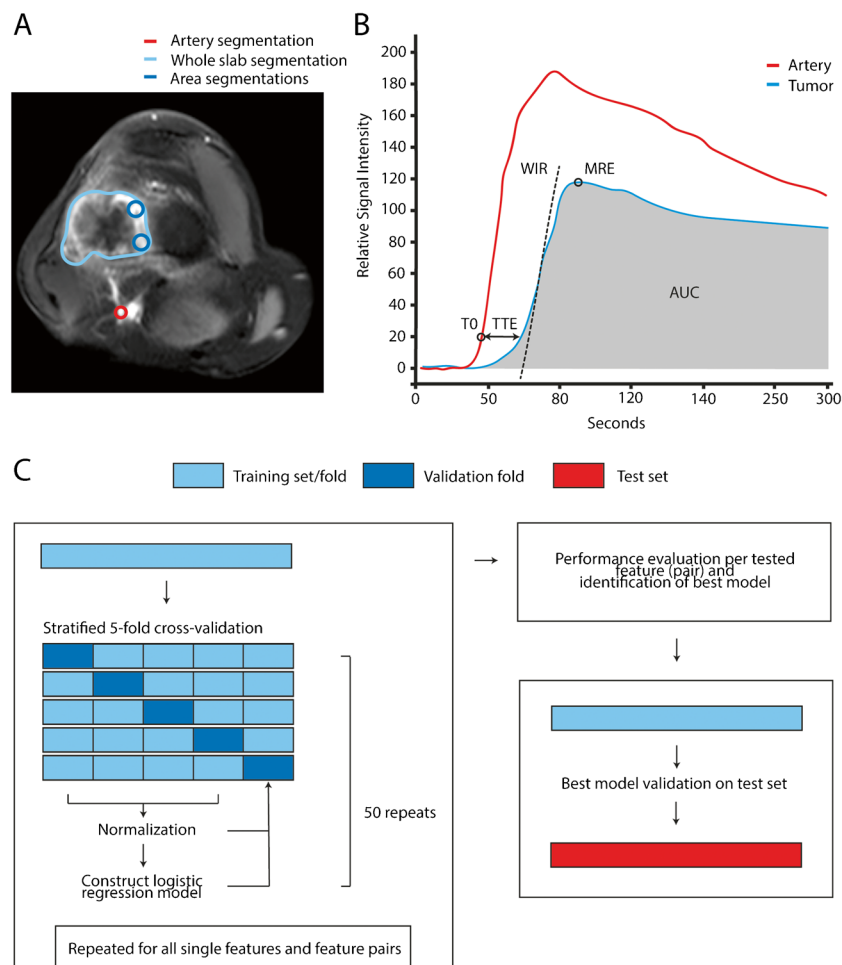 A
Artery segmentation
Whole slab segmentation
Area segmentations
B
200
180
160
140
120
100
80
60
40
20
0
Relative Signal Intensity
Artery
Tumor
WIR
MRE
AUC
T0
TTE
0
50
80
120
140
250
300
Seconds
C
Training set/fold
Validation fold
Test set
Stratified 5-fold cross-validation
Normalization
Construct logistic
regression model
50 repeats
Repeated for all single features and feature pairs
Performance evaluation per tested
feature (pair) and
identification of best model
Best model validation on test set